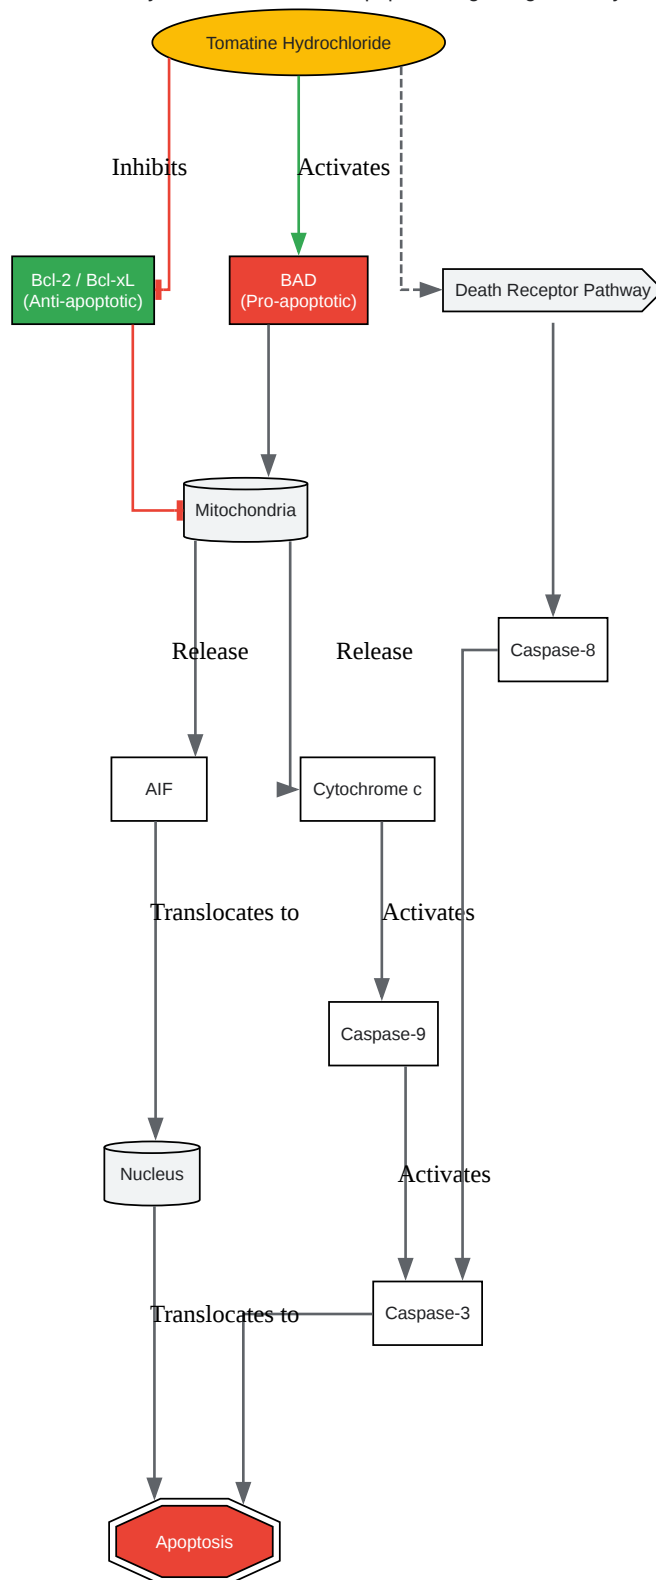 Tomatine Hydrochloride
Inhibits
Activates
Bcl-2 / Bcl-xL
(Anti-apoptotic)
BAD
(Pro-apoptotic)
Death Receptor Pathway
Mitochondria
Release
Release
Caspase-8
AIF
Cytochrome c
Translocates to
Activates
Caspase-9
Nucleus
Activates
Translocates to
Caspase-3
Apoptosis